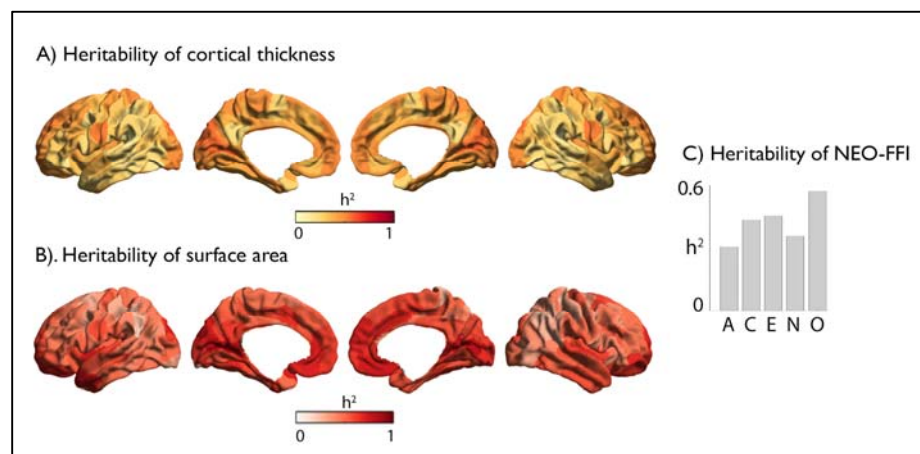 A) Heritability of cortical thickness
h²
0 1
B). Heritability of surface area
h²
0 1
C) Heritability of NEO-FFI
0.6
h²
0
A C E N O